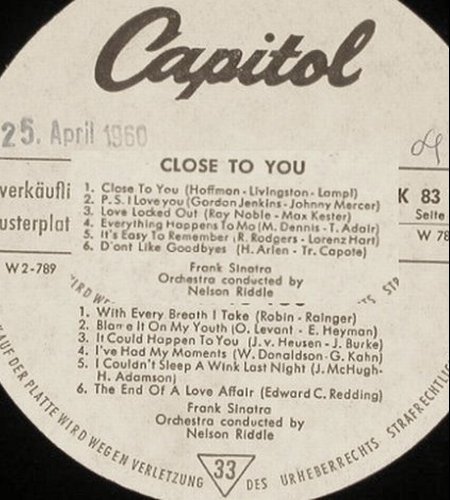 Capitol
25. April 1960
CLOSE TO YOU
verkäufli
usterplat
K 83
Seite
W 78
W 2-789
1. Close To You (Hoffman - Livingston - Lampl)
2. P. S. I Love you (Gordon Jenkins - Johnny Mercer)
3. Love Locked Out (Ray Noble - Max Kester)
4. Everything Happens To Mo (M. Dennis - T. Adair)
5. It's Easy To Remember (R. Rodgers - Lorenz Hart)
6. D'ont Like Goodbyes (H. Arlen - Tr. Capote)
Frank Sinatra
Orchestra conducted by
Nelson Riddle
1. With Every Breath I Take (Robin - Rainger)
2. Blame It On My Youth (O. Levant - E. Heyman)
3. It Could Happen To You (J. v. Heusen - J. Burke)
4. I've Had My Moments (W. Donaldson - G. Kahn)
5. I Couldn't Sleep A Wink Last Night (J. McHugh-
H. Adamson)
6. The End Of A Love Affair (Edward C. Redding)
Frank Sinatra
Orchestra conducted by
Nelson Riddle
33
KAUF DER PLATTE WIRD WEGEN VERLETZUNG DES URHEBERRECHTS STRAFRECHTLIC